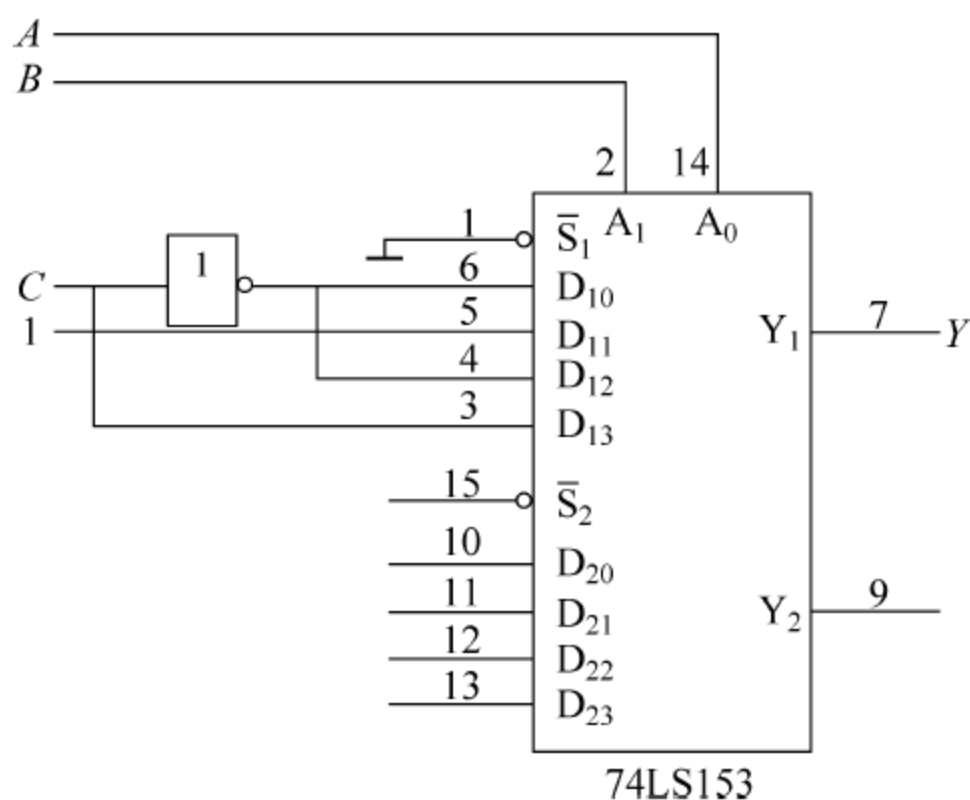 A
B
2 14
1 S̅₁ A₁ A₀
C 1 6 D₁₀
1 5 D₁₁ Y₁ 7 Y
4 D₁₂
3 D₁₃
15 S̅₂
10 D₂₀
11 D₂₁ Y₂ 9
12 D₂₂
13 D₂₃
74LS153